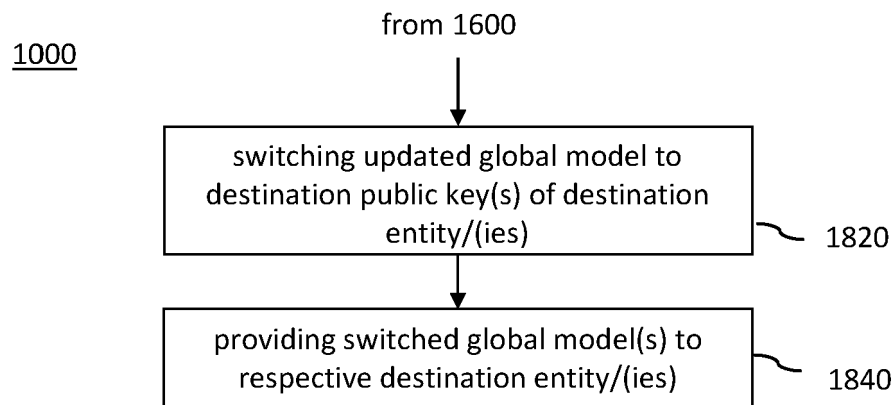 from 1600
1000
switching updated global model to
destination public key(s) of destination
entity/(ies)
1820
providing switched global model(s) to
respective destination entity/(ies)
1840